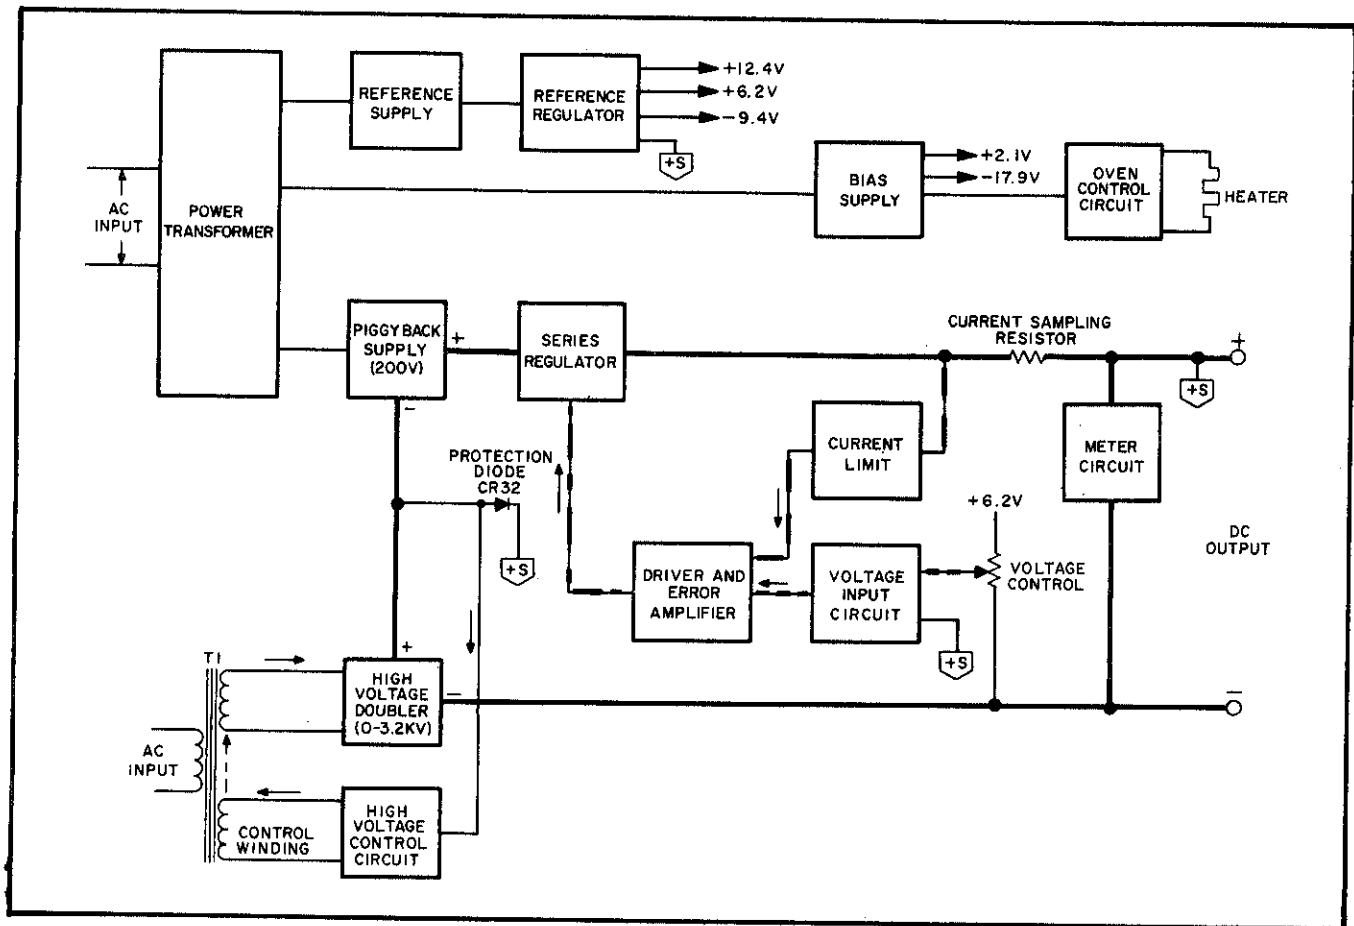 +12.4V
+6.2V
-9.4V
REFERENCE
SUPPLY
REFERENCE
REGULATOR
+S
AC
INPUT
POWER
TRANSFORMER
BIAS
SUPPLY
+2.1V
-17.9V
OVEN
CONTROL
CIRCUIT
HEATER
PIGGYBACK
SUPPLY
(200V)
+
-
SERIES
REGULATOR
CURRENT SAMPLING
RESISTOR
+
+S
CURRENT
LIMIT
METER
CIRCUIT
PROTECTION
DIODE
CR32
+S
+6.2V
DC
OUTPUT
DRIVER AND
ERROR
AMPLIFIER
VOLTAGE
INPUT
CIRCUIT
VOLTAGE
CONTROL
+S
T1
+
-
HIGH
VOLTAGE
DOUBLER
(0-3.2KV)
-
AC
INPUT
CONTROL
WINDING
HIGH
VOLTAGE
CONTROL
CIRCUIT